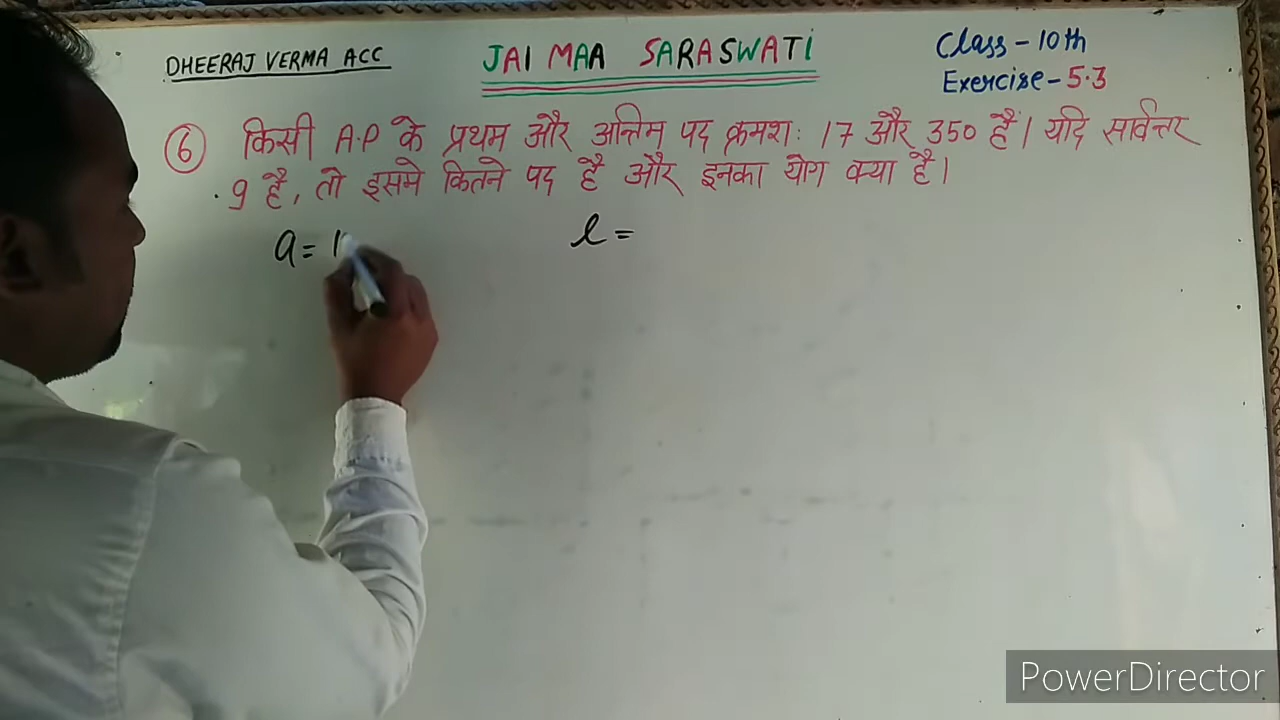 DHEERAJ VERMA ACC
JAI MAA SARASWATI
Class - 10th
Exercise - 5.3
⑥ किसी A.P के प्रथम और अन्तिम पद क्रमशः 17 और 350 है। यदि सार्वन्तर
9 है, तो इसमे कितने पद है और इनका योग क्या है।
a = 1
l =
PowerDirector